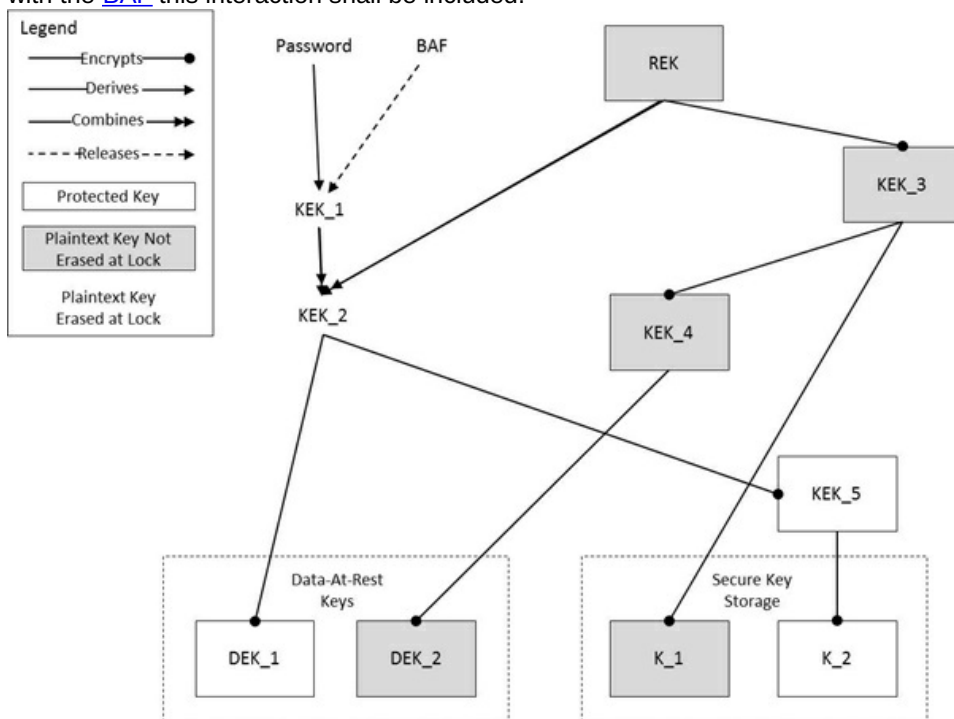 with the BAF this interaction shall be included.
Legend
Encrypts
Derives
Combines
Releases
Protected Key
Plaintext Key Not
Erased at Lock
Plaintext Key
Erased at Lock
Password
BAF
REK
KEK_3
KEK_1
KEK_2
KEK_4
KEK_5
Data-At-Rest
Keys
Secure Key
Storage
DEK_1
DEK_2
K_1
K_2